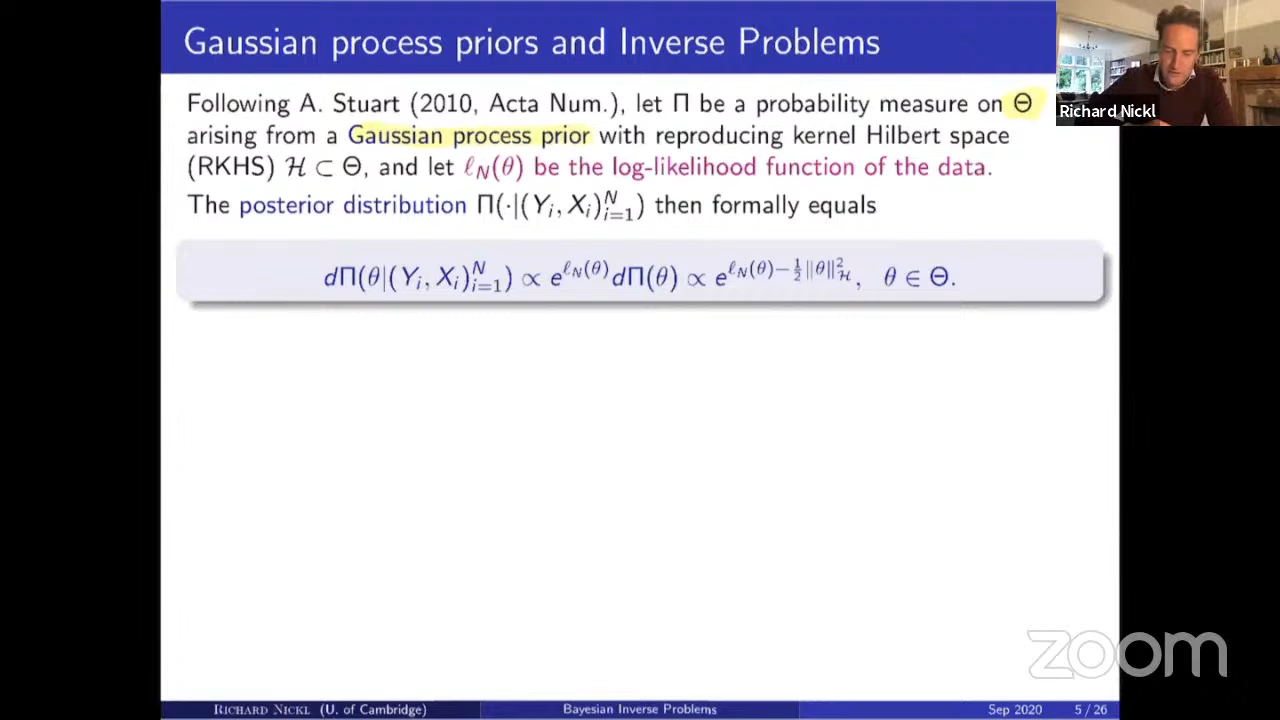 Gaussian process priors and Inverse Problems
Richard Nickl
Following A. Stuart (2010, Acta Num.), let Π be a probability measure on Θ
arising from a Gaussian process prior with reproducing kernel Hilbert space
(RKHS) ℋ ⊂ Θ, and let ℓ_N(θ) be the log-likelihood function of the data.
The posterior distribution Π(·|(Y_i, X_i)_{i=1}^N) then formally equals
dΠ(θ|(Y_i, X_i)_{i=1}^N) ∝ e^{ℓ_N(θ)} dΠ(θ) ∝ e^{ℓ_N(θ)−½‖θ‖²_ℋ}, θ ∈ Θ.
zoom
Richard Nickl (U. of Cambridge) Bayesian Inverse Problems Sep 2020 5 / 26